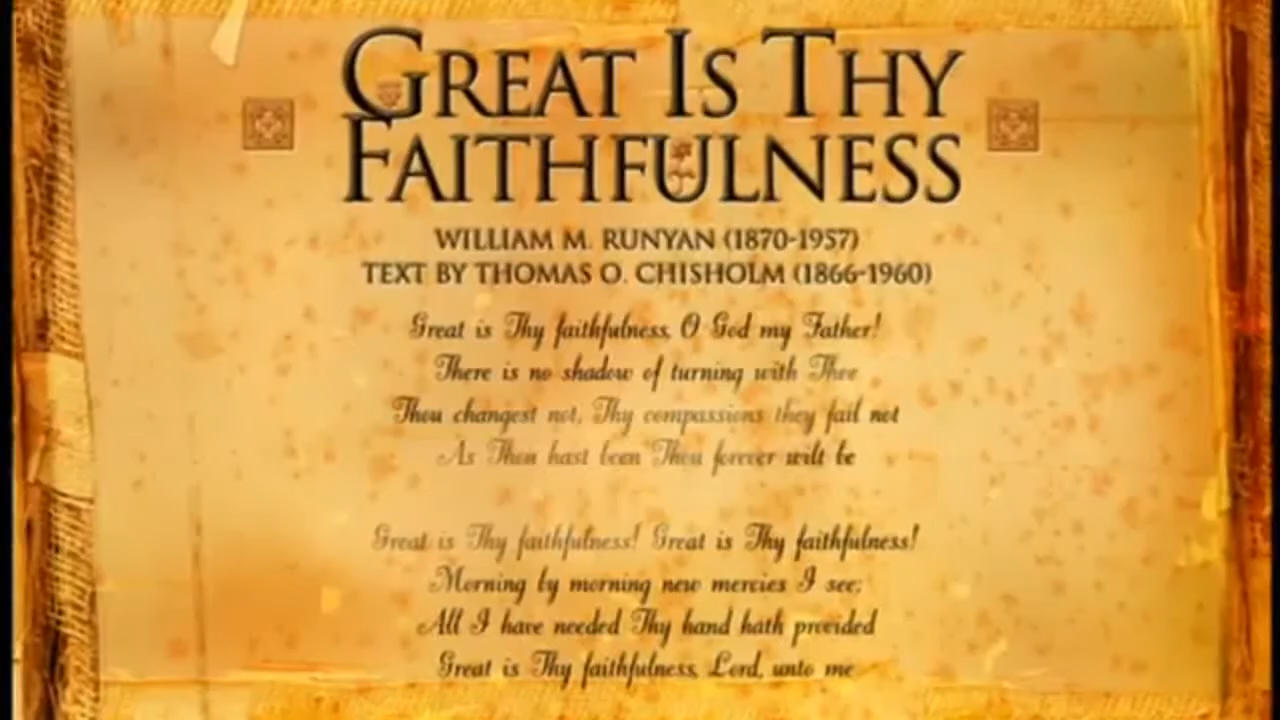 GREAT IS THY
FAITHFULNESS
WILLIAM M. RUNYAN (1870-1957)
TEXT BY THOMAS O. CHISHOLM (1866-1960)
Great is Thy faithfulness, O God my Father!
There is no shadow of turning with Thee
Thou changest not, Thy compassions they fail not
As Thou hast been Thou forever wilt be
Great is Thy faithfulness! Great is Thy faithfulness!
Morning by morning new mercies I see;
All I have needed Thy hand hath provided
Great is Thy faithfulness, Lord, unto me